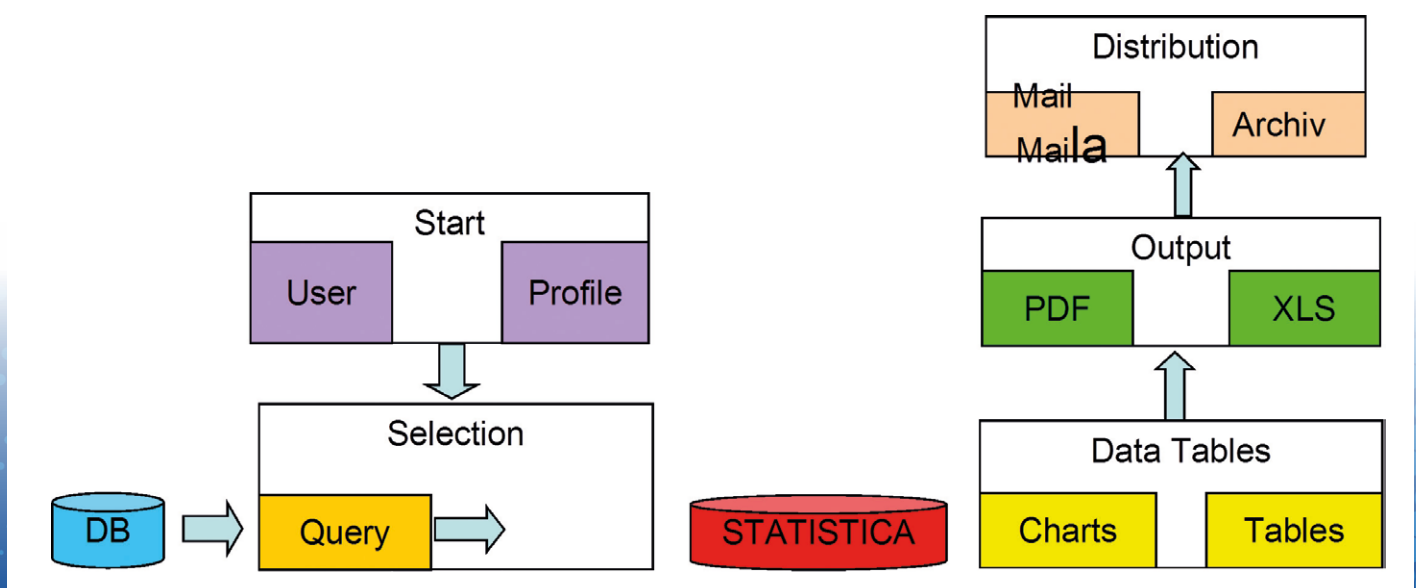 Distribution
Mail
Maila
Archiv
Start
User
Profile
Output
PDF
XLS
Selection
Data Tables
DB
Query
STATISTICA
Charts
Tables